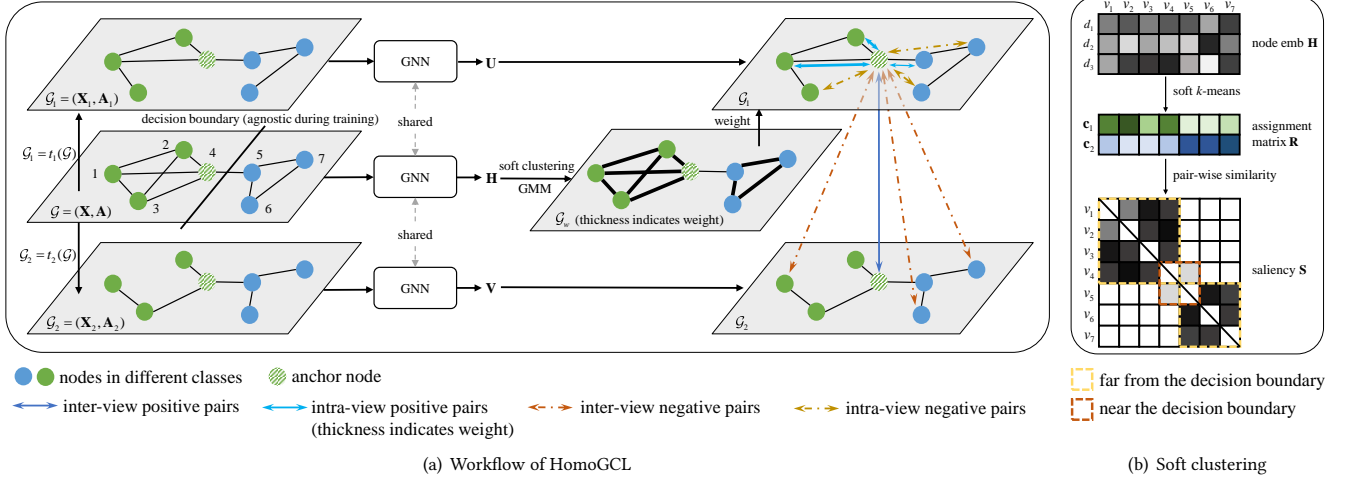 GNN
U
𝒢₁ = (X₁, A₁)
𝒢₁
decision boundary (agnostic during training)
shared
weight
𝒢₁ = t₁(𝒢)
1
2
3
4
5
6
7
GNN
H
soft clustering
GMM
𝒢 = (X, A)
𝒢w (thickness indicates weight)
𝒢₂ = t₂(𝒢)
shared
GNN
V
𝒢₂ = (X₂, A₂)
𝒢₂
v₁ v₂ v₃ v₄ v₅ v₆ v₇
d₁
d₂
d₃
node emb H
soft k-means
c₁
c₂
assignment
matrix R
pair-wise similarity
v₁
v₂
v₃
v₄
v₅
v₆
v₇
saliency S
nodes in different classes
anchor node
inter-view positive pairs
intra-view positive pairs
(thickness indicates weight)
inter-view negative pairs
intra-view negative pairs
far from the decision boundary
near the decision boundary
(a) Workflow of HomoGCL
(b) Soft clustering